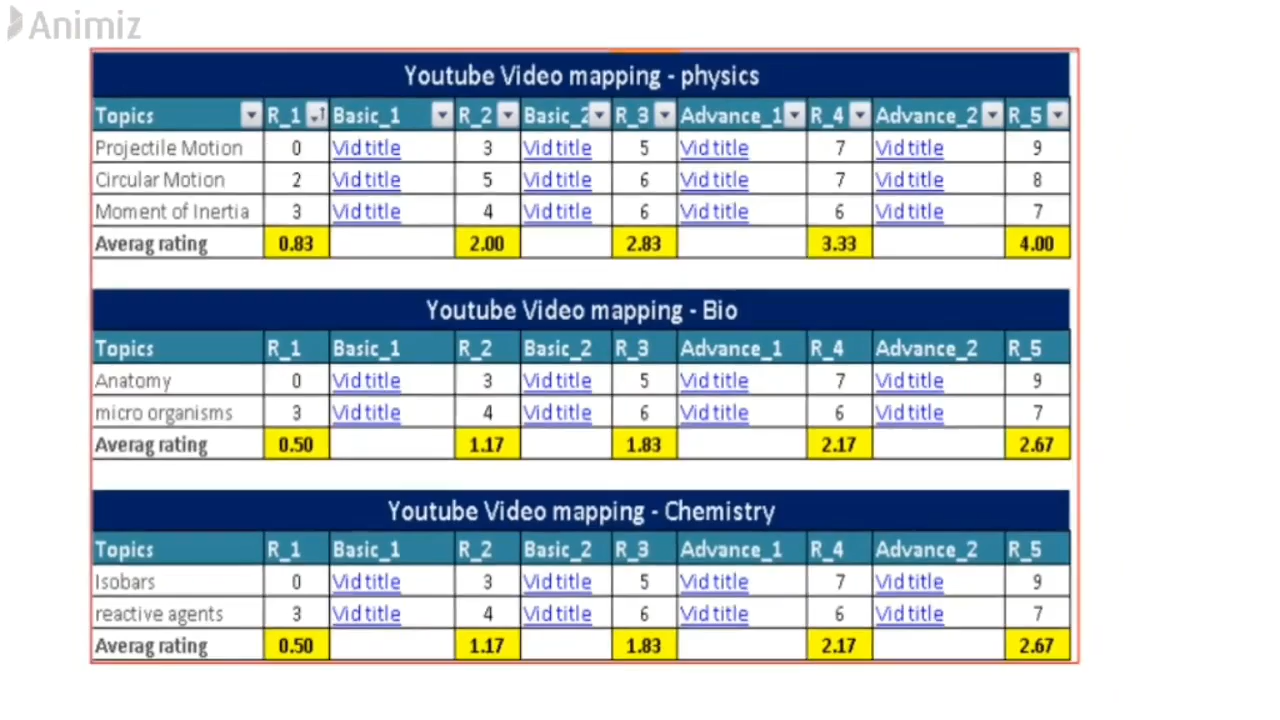 Animiz
Youtube Video mapping - physics
Topics R_1 Basic_1 R_2 Basic_2 R_3 Advance_1 R_4 Advance_2 R_5
Projectile Motion 0 Vid title 3 Vid title 5 Vid title 7 Vid title 9
Circular Motion 2 Vid title 5 Vid title 6 Vid title 7 Vid title 8
Moment of Inertia 3 Vid title 4 Vid title 6 Vid title 6 Vid title 7
Averag rating 0.83 2.00 2.83 3.33 4.00
Youtube Video mapping - Bio
Topics R_1 Basic_1 R_2 Basic_2 R_3 Advance_1 R_4 Advance_2 R_5
Anatomy 0 Vid title 3 Vid title 5 Vid title 7 Vid title 9
micro organisms 3 Vid title 4 Vid title 6 Vid title 6 Vid title 7
Averag rating 0.50 1.17 1.83 2.17 2.67
Youtube Video mapping - Chemistry
Topics R_1 Basic_1 R_2 Basic_2 R_3 Advance_1 R_4 Advance_2 R_5
Isobars 0 Vid title 3 Vid title 5 Vid title 7 Vid title 9
reactive agents 3 Vid title 4 Vid title 6 Vid title 6 Vid title 7
Averag rating 0.50 1.17 1.83 2.17 2.67